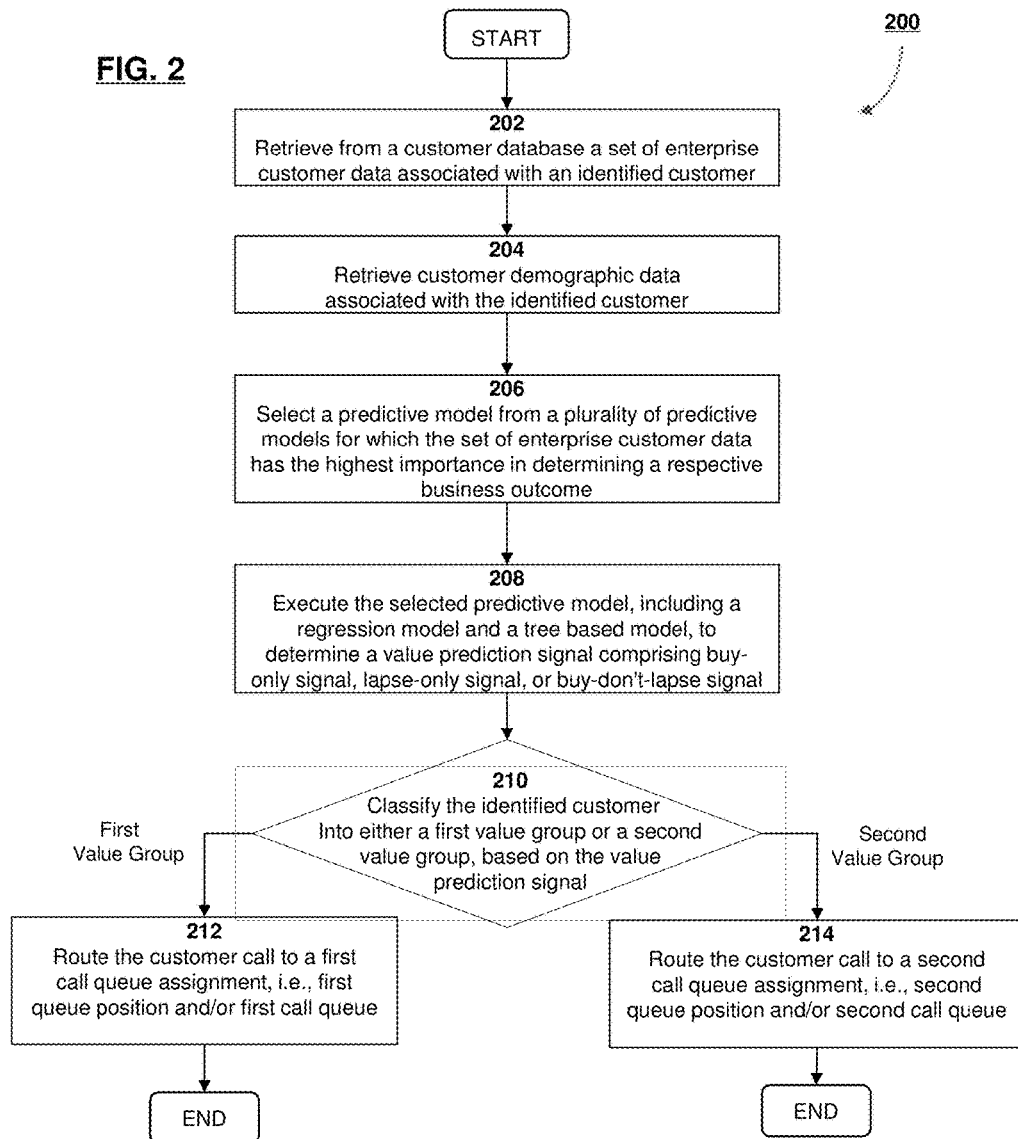 START
200
FIG. 2
202
Retrieve from a customer database a set of enterprise
customer data associated with an identified customer
204
Retrieve customer demographic data
associated with the identified customer
206
Select a predictive model from a plurality of predictive
models for which the set of enterprise customer data
has the highest importance in determining a respective
business outcome
208
Execute the selected predictive model, including a
regression model and a tree based model, to
determine a value prediction signal comprising buy-
only signal, lapse-only signal, or buy-don't-lapse signal
210
Classify the identified customer
Into either a first value group or a second
value group, based on the value
prediction signal
First
Value Group
Second
Value Group
212
Route the customer call to a first
call queue assignment, i.e., first
queue position and/or first call queue
214
Route the customer call to a second
call queue assignment, i.e., second
queue position and/or second call queue
END
END